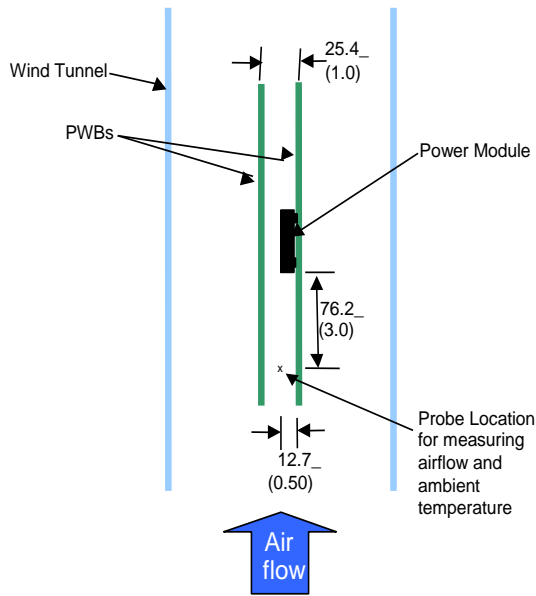 25.4_
(1.0)
Wind Tunnel
PWBs
Power Module
76.2_
(3.0)
x
Probe Location
for measuring
airflow and
ambient
temperature
12.7_
(0.50)
Air
flow